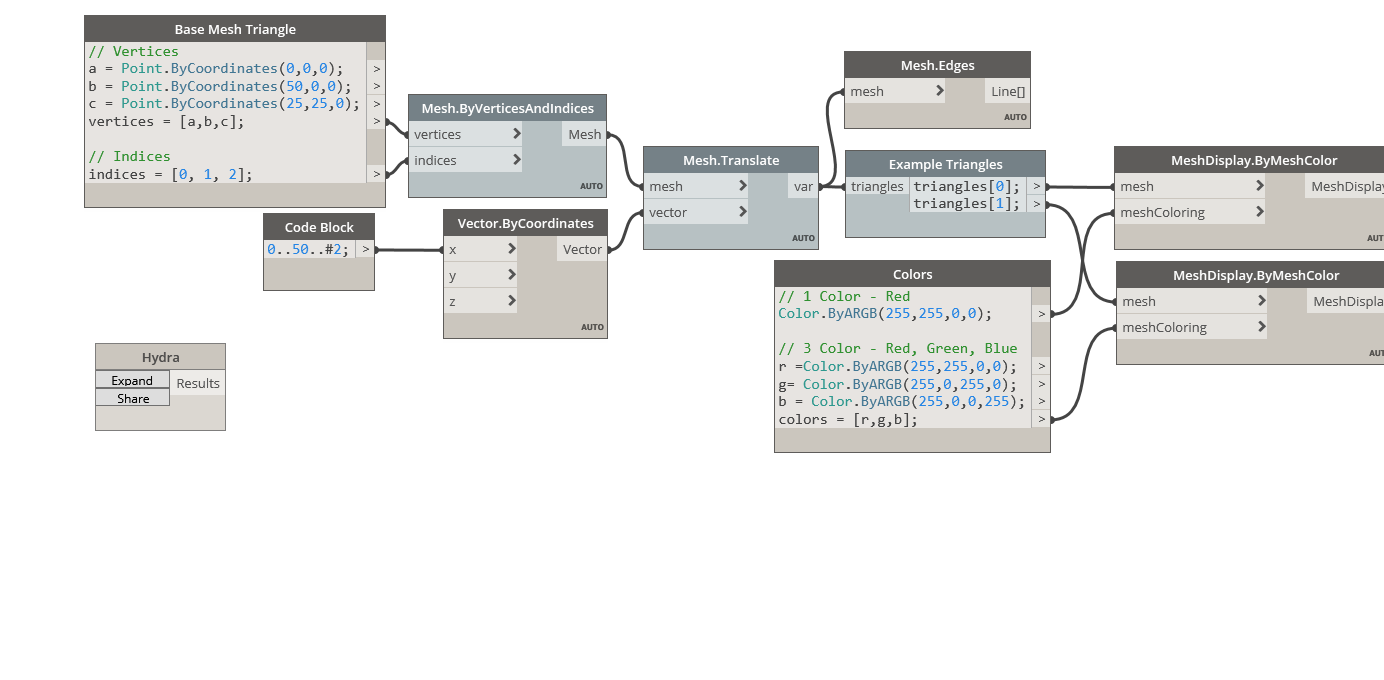 Base Mesh Triangle
// Vertices
a = Point.ByCoordinates(0,0,0);
>
b = Point.ByCoordinates(50,0,0);
>
c = Point.ByCoordinates(25,25,0);
>
vertices = [a,b,c];
>
// Indices
indices = [0, 1, 2];
>
Mesh.ByVerticesAndIndices
vertices
Mesh
indices
AUTO
Code Block
0..50..#2;
>
Vector.ByCoordinates
x
Vector
y
z
AUTO
Mesh.Translate
mesh
var
vector
AUTO
Mesh.Edges
mesh
Line[]
AUTO
Example Triangles
triangles
triangles[0];
>
triangles[1];
>
Colors
// 1 Color - Red
Color.ByARGB(255,255,0,0);
>
// 3 Color - Red, Green, Blue
r =Color.ByARGB(255,255,0,0);
>
g= Color.ByARGB(255,0,255,0);
>
b = Color.ByARGB(255,0,0,255);
>
colors = [r,g,b];
>
MeshDisplay.ByMeshColor
mesh
MeshDisplay
meshColoring
AUT
MeshDisplay.ByMeshColor
mesh
MeshDispla
meshColoring
AUT
Hydra
Expand
Results
Share